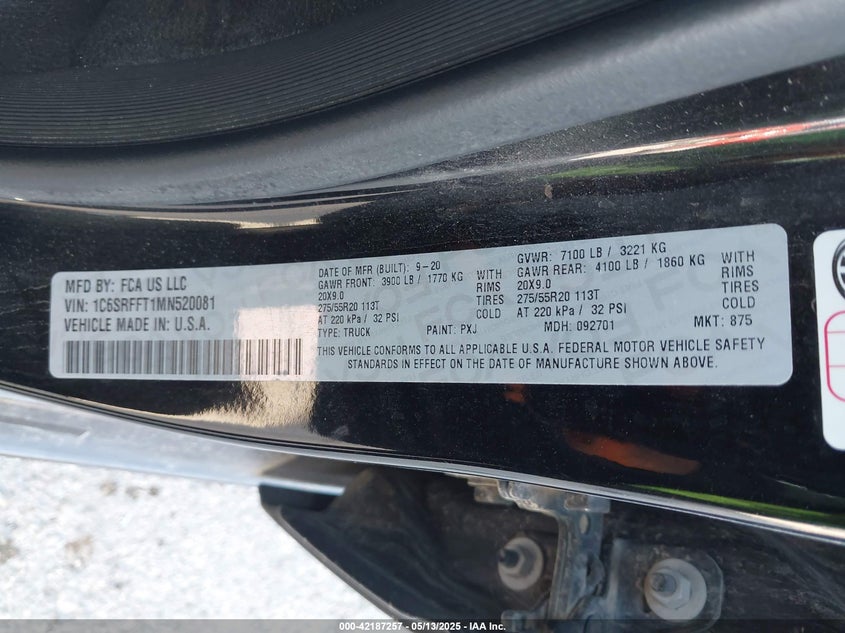 MFD BY: FCA US LLC
VIN: 1C6SRFFT1MN520081
VEHICLE MADE IN: U.S.A.
DATE OF MFR (BUILT): 9-20
GAWR FRONT: 3900 LB / 1770 KG WITH
20X9.0 RIMS
275/55R20 113T TIRES
AT 220 kPa / 32 PSI COLD
TYPE: TRUCK PAINT: PXJ
GVWR: 7100 LB / 3221 KG
GAWR REAR: 4100 LB / 1860 KG WITH
20X9.0 RIMS
275/55R20 113T TIRES
AT 220 kPa / 32 PSI COLD
MDH: 092701 MKT: 875
THIS VEHICLE CONFORMS TO ALL APPLICABLE U.S.A. FEDERAL MOTOR VEHICLE SAFETY
STANDARDS IN EFFECT ON THE DATE OF MANUFACTURE SHOWN ABOVE.
000-42187257 - 05/13/2025 - IAA Inc.